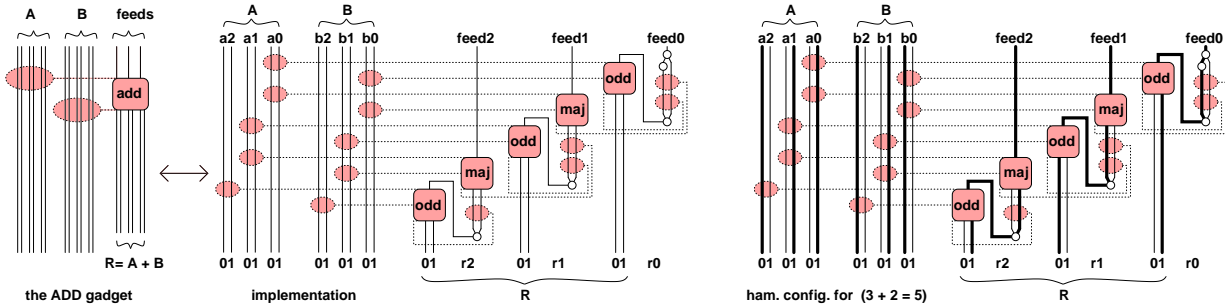 A B feeds
add
R= A + B
the ADD gadget
A B
a2 a1 a0 b2 b1 b0 feed2 feed1 feed0
odd
maj
odd
maj
odd
01 01 01 01 01 01 01 r2 01 r1 01 r0
R
implementation
A B
a2 a1 a0 b2 b1 b0 feed2 feed1 feed0
odd
maj
odd
maj
odd
01 01 01 01 01 01 01 r2 01 r1 01 r0
R
ham. config. for (3 + 2 = 5)